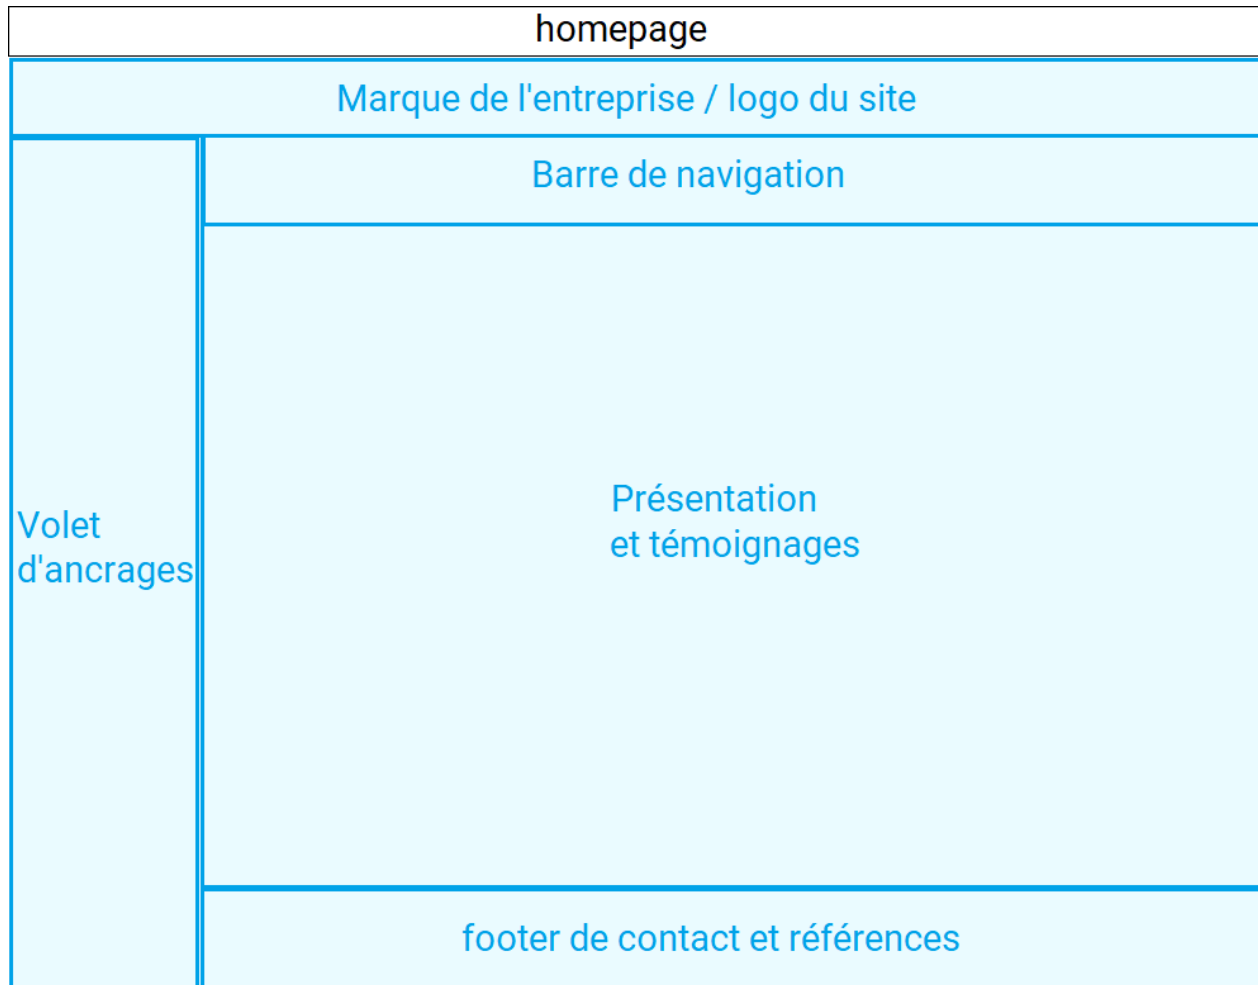 homepage
Marque de l'entreprise / logo du site
Barre de navigation
Volet
d'ancrages
Présentation
et témoignages
footer de contact et références